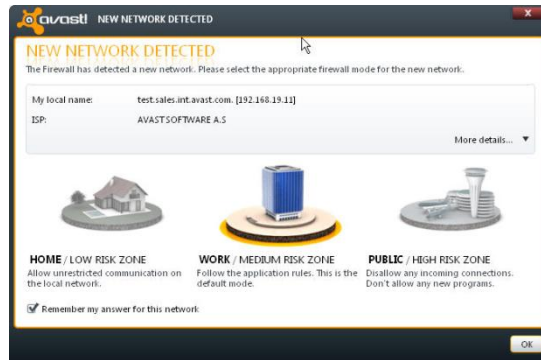 avast! NEW NETWORK DETECTED
NEW NETWORK DETECTED
The Firewall has detected a new network. Please select the appropriate firewall mode for the new network.
My local name: test.sales.int.avast.com. [192.168.19.11]
ISP: AVAST SOFTWARE A.S
More details...
HOME / LOW RISK ZONE
Allow unrestricted communication on
the local network.
WORK / MEDIUM RISK ZONE
Follow the application rules. This is the
default mode.
PUBLIC / HIGH RISK ZONE
Disallow any incoming connections.
Don't allow any new programs.
Remember my answer for this network
OK